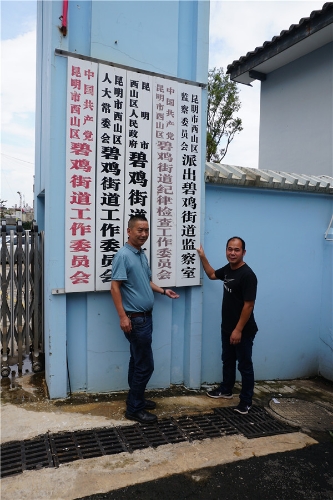 中国共产党
昆明市西山区
碧鸡街道工作委员会
昆明市西山区
人大常委会
碧鸡街道工作委员会
昆明市
西山区人民政府
碧鸡街
中国共产党
昆明市西山区
碧鸡街道纪律检查工作委员会
昆明市西山区
监察委员会
派出碧鸡街道监察室